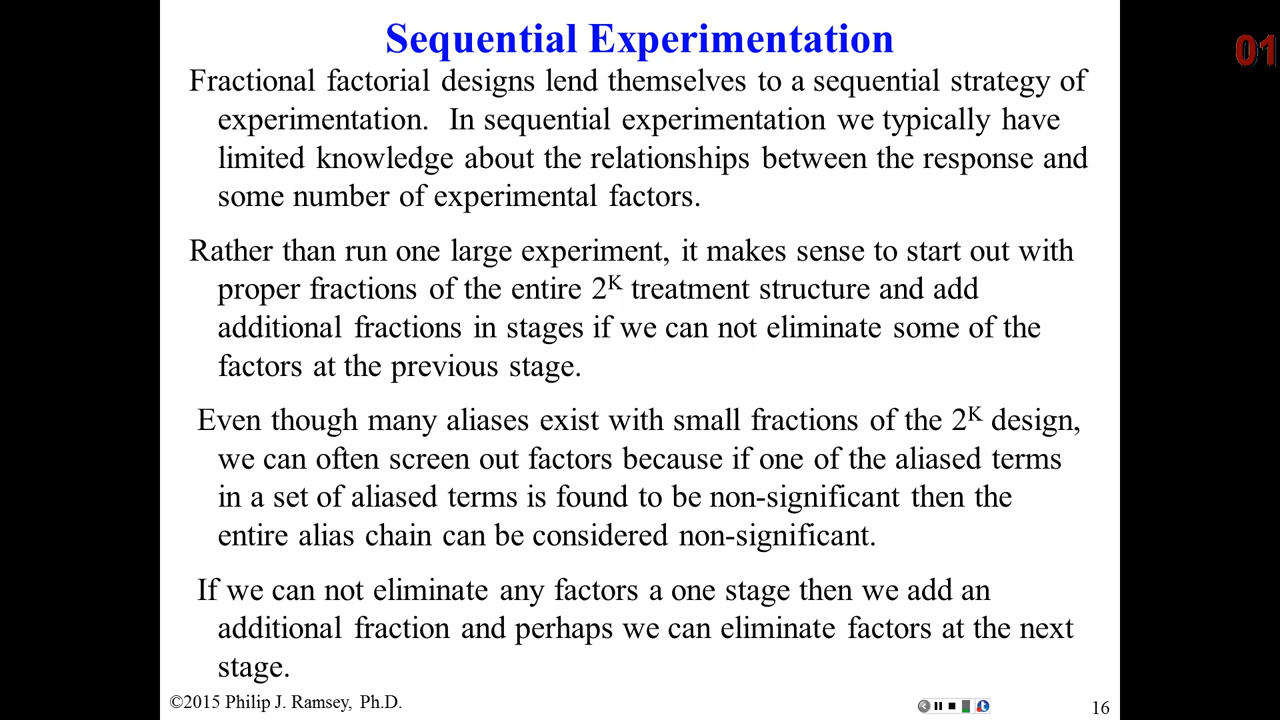 Sequential Experimentation
01
Fractional factorial designs lend themselves to a sequential strategy of
experimentation. In sequential experimentation we typically have
limited knowledge about the relationships between the response and
some number of experimental factors.
Rather than run one large experiment, it makes sense to start out with
proper fractions of the entire 2ᴷ treatment structure and add
additional fractions in stages if we can not eliminate some of the
factors at the previous stage.
Even though many aliases exist with small fractions of the 2ᴷ design,
we can often screen out factors because if one of the aliased terms
in a set of aliased terms is found to be non-significant then the
entire alias chain can be considered non-significant.
If we can not eliminate any factors a one stage then we add an
additional fraction and perhaps we can eliminate factors at the next
stage.
©2015 Philip J. Ramsey, Ph.D.
16